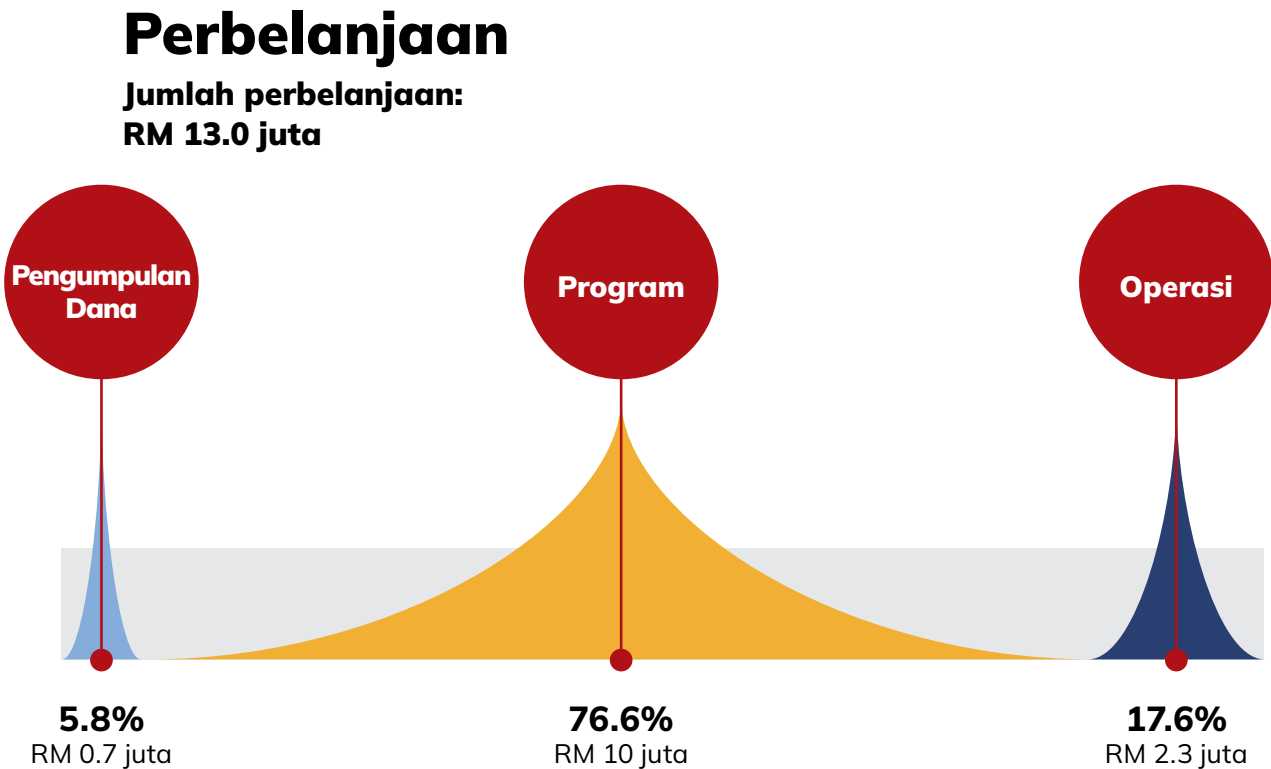 Perbelanjaan
Jumlah perbelanjaan:
RM 13.0 juta
Pengumpulan
Dana
Program
Operasi
5.8%
RM 0.7 juta
76.6%
RM 10 juta
17.6%
RM 2.3 juta